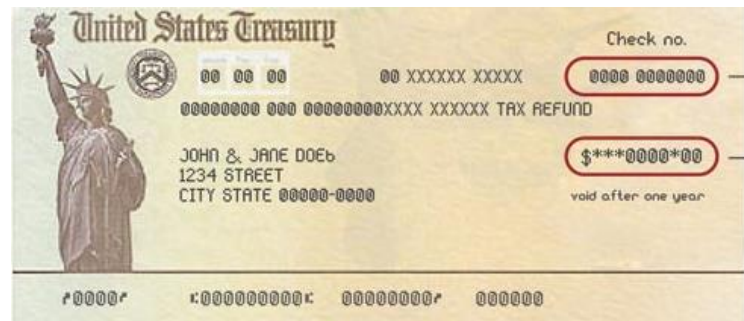 United States Treasury
Check no.
00 00 00 00 XXXXXX XXXXX 0000 0000000
00000000 000 00000000XXXX XXXXXX TAX REFUND
JOHN & JANE DOEb $***0000*00
1234 STREET
CITY STATE 00000-0000 void after one year
⑈0000⑈ ⑆000000000⑆ 00000000⑈ 000000